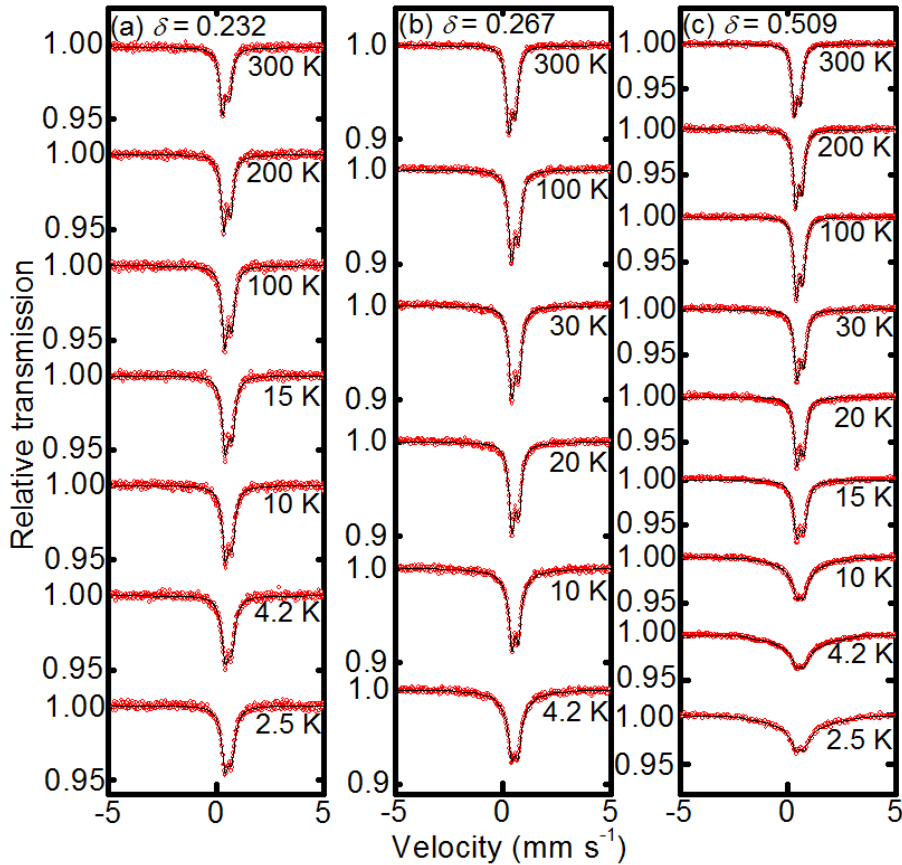 Relative transmission
(a) δ = 0.232
1.00
300 K
0.95
1.00
200 K
0.95
1.00
100 K
0.95
1.00
15 K
0.95
1.00
10 K
0.95
1.00
4.2 K
0.95
1.00
2.5 K
0.95
-5 0 5
(b) δ = 0.267
1.0
300 K
0.9
1.0
100 K
0.9
1.0
30 K
0.9
1.0
20 K
0.9
1.0
10 K
0.9
1.0
4.2 K
0.9
-5 0 5
(c) δ = 0.509
1.00
300 K
0.95
1.00
200 K
0.95
1.00
100 K
0.95
1.00
30 K
0.95
1.00
20 K
0.95
1.00
15 K
0.95
1.00
10 K
0.95
1.00
4.2 K
0.95
1.00
2.5 K
0.95
-5 0 5
Velocity (mm s⁻¹)